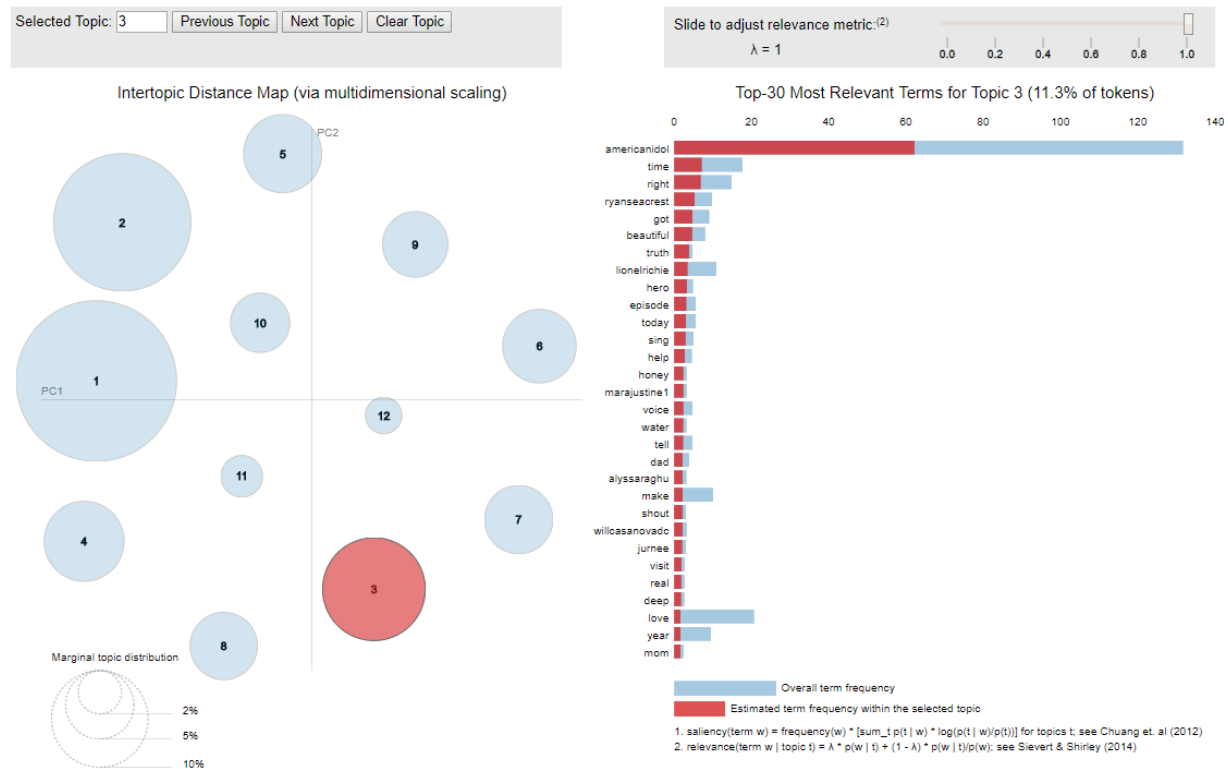 Selected Topic: 3 Previous Topic Next Topic Clear Topic
Slide to adjust relevance metric:(2)
λ = 1
0.0 0.2 0.4 0.6 0.8 1.0
Intertopic Distance Map (via multidimensional scaling)
PC2
PC1
5
2
9
10
6
1
12
11
7
4
3
8
Marginal topic distribution
2%
5%
10%
Top-30 Most Relevant Terms for Topic 3 (11.3% of tokens)
0 20 40 60 80 100 120 140
americanidol
time
right
ryanseacrest
got
beautiful
truth
lionelrichie
hero
episode
today
sing
help
honey
marajustine1
voice
water
tell
dad
alyssaraghu
make
shout
willcasanovadc
jurnee
visit
real
deep
love
year
mom
Overall term frequency
Estimated term frequency within the selected topic
1. saliency(term w) = frequency(w) * [sum_t p(t | w) * log(p(t | w)/p(t))] for topics t; see Chuang et. al (2012)
2. relevance(term w | topic t) = λ * p(w | t) + (1 - λ) * p(w | t)/p(w); see Sievert & Shirley (2014)